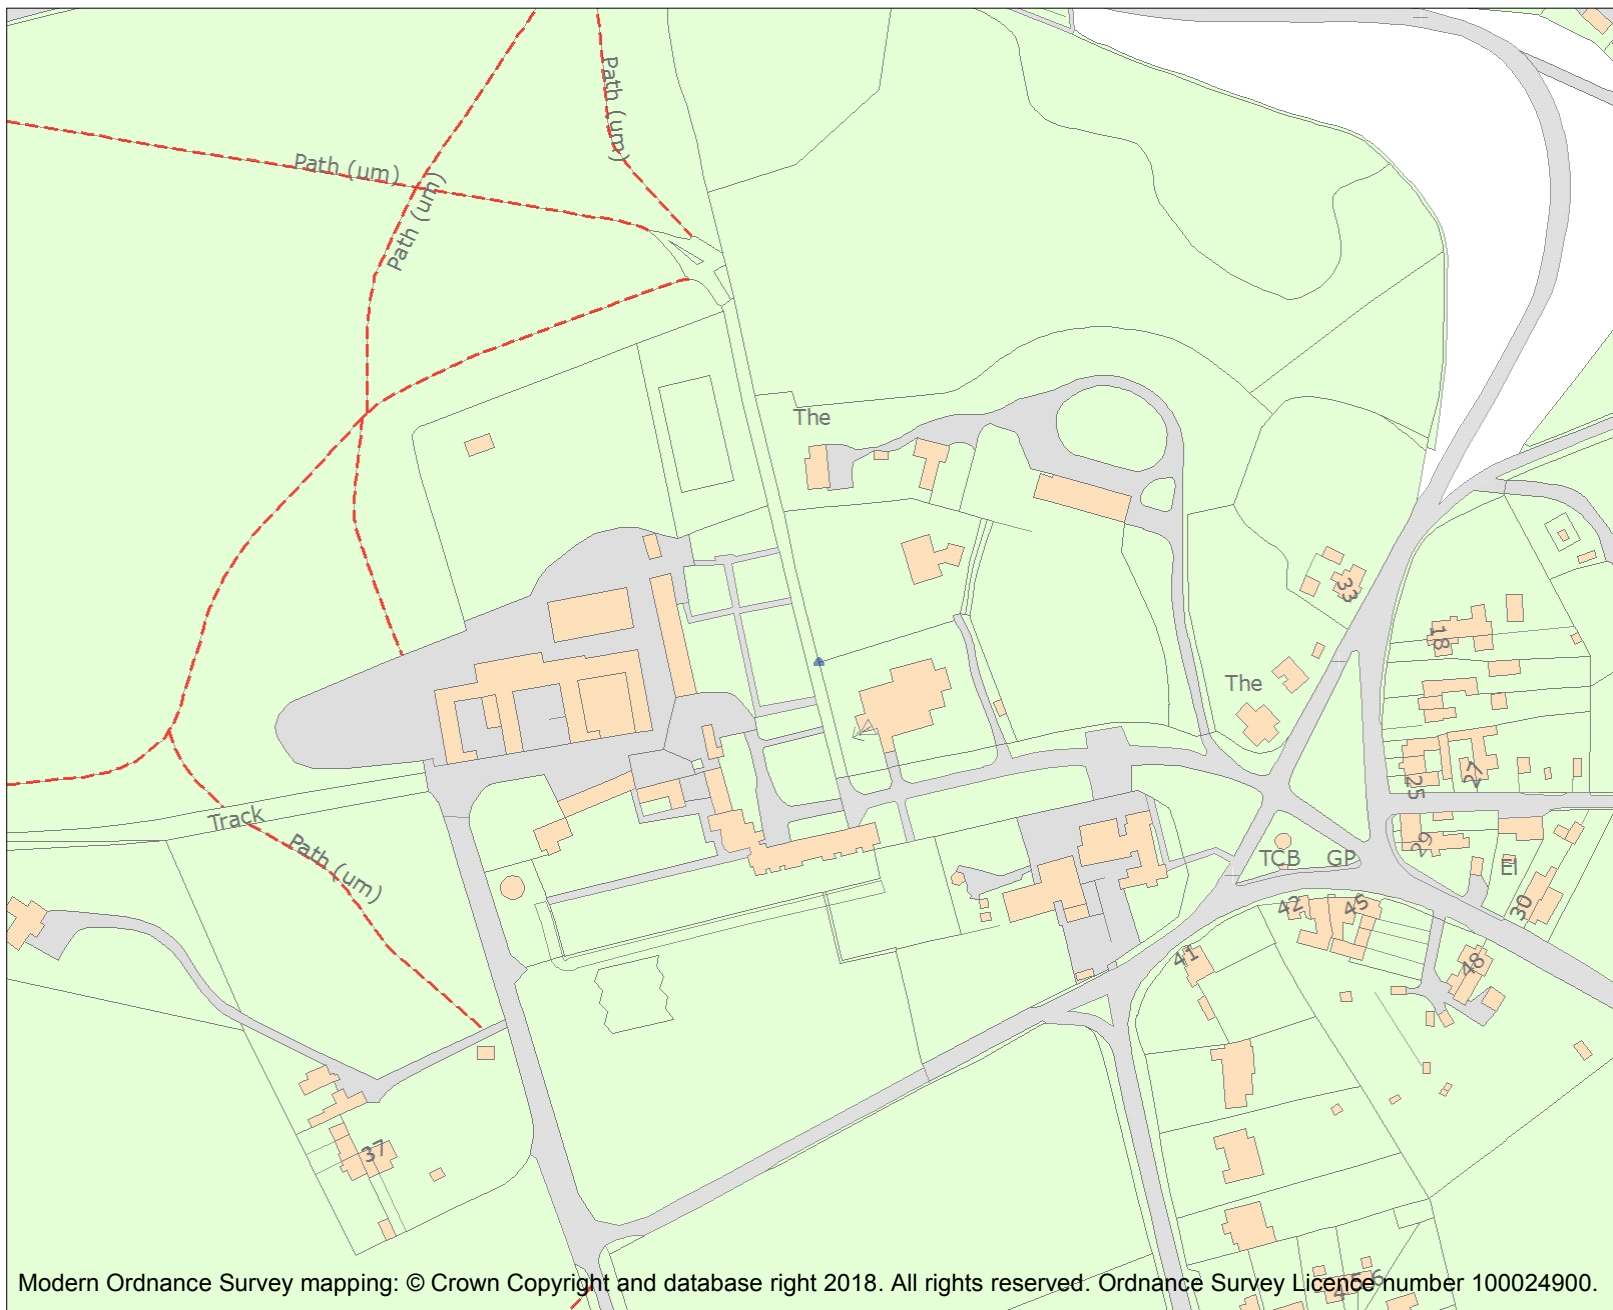 Path (um)
Path (um)
Path (um)
The
33
18
The
25
27
Track
Path (um)
29
TCB GP
El
42
45
30
41
48
37
Modern Ordnance Survey mapping: © Crown Copyright and database right 2018. All rights reserved. Ordnance Survey Licence number 100024900.